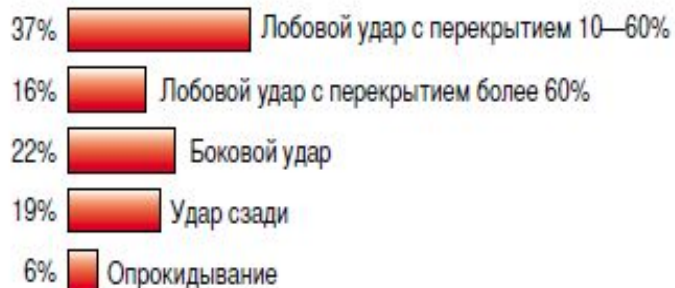 37% Лобовой удар с перекрытием 10—60%
16% Лобовой удар с перекрытием более 60%
22% Боковой удар
19% Удар сзади
6% Опрокидывание